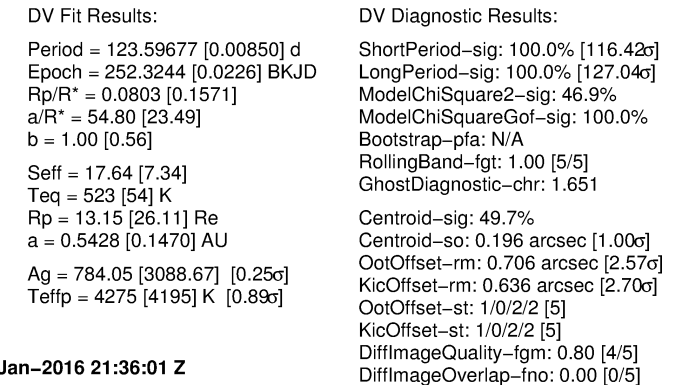 DV Fit Results:
Period = 123.59677 [0.00850] d
Epoch = 252.3244 [0.0226] BKJD
Rp/R* = 0.0803 [0.1571]
a/R* = 54.80 [23.49]
b = 1.00 [0.56]
Seff = 17.64 [7.34]
Teq = 523 [54] K
Rp = 13.15 [26.11] Re
a = 0.5428 [0.1470] AU
Ag = 784.05 [3088.67] [0.25σ]
Teffp = 4275 [4195] K [0.89σ]
Jan−2016 21:36:01 Z
DV Diagnostic Results:
ShortPeriod−sig: 100.0% [116.42σ]
LongPeriod−sig: 100.0% [127.04σ]
ModelChiSquare2−sig: 46.9%
ModelChiSquareGof−sig: 100.0%
Bootstrap−pfa: N/A
RollingBand−fgt: 1.00 [5/5]
GhostDiagnostic−chr: 1.651
Centroid−sig: 49.7%
Centroid−so: 0.196 arcsec [1.00σ]
OotOffset−rm: 0.706 arcsec [2.57σ]
KicOffset−rm: 0.636 arcsec [2.70σ]
OotOffset−st: 1/0/2/2 [5]
KicOffset−st: 1/0/2/2 [5]
DiffImageQuality−fgm: 0.80 [4/5]
DiffImageOverlap−fno: 0.00 [0/5]